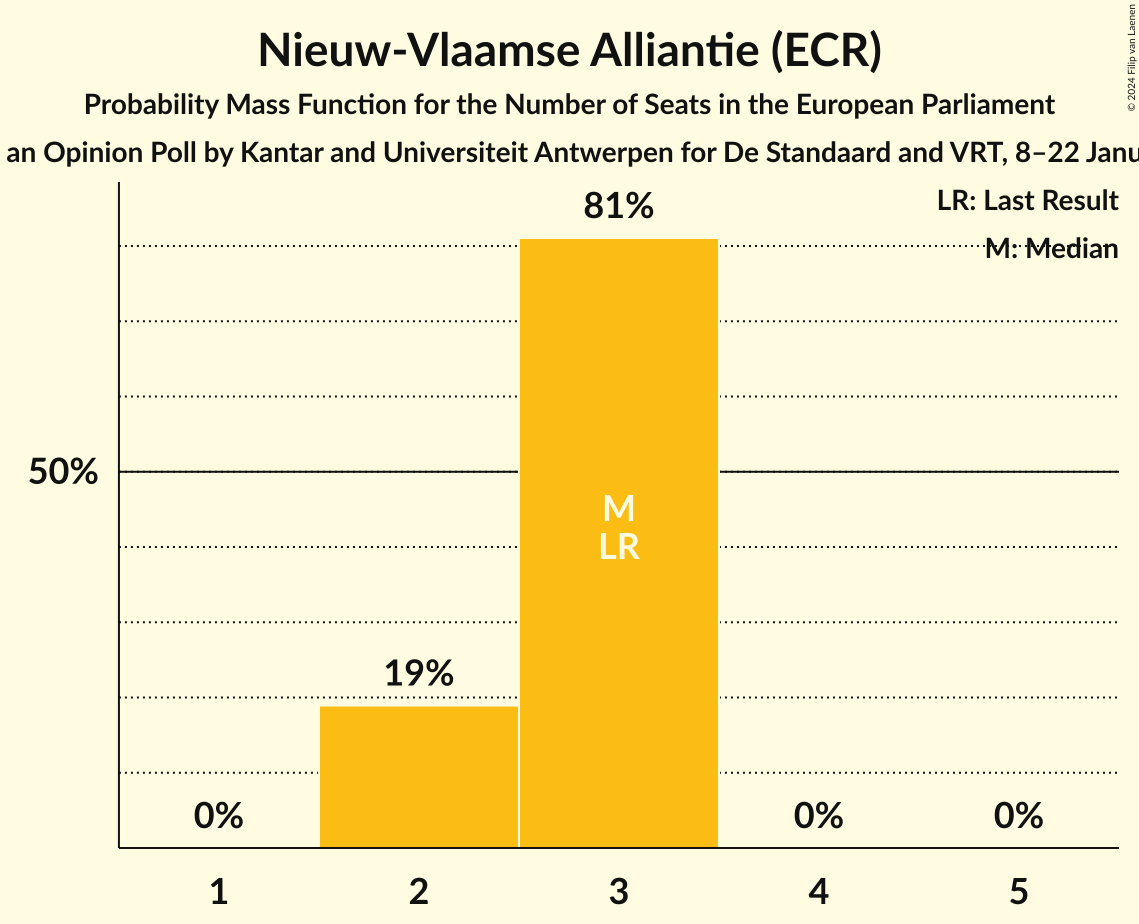 Nieuw-Vlaamse Alliantie (ECR)
Probability Mass Function for the Number of Seats in the European Parliament
an Opinion Poll by Kantar and Universiteit Antwerpen for De Standaard and VRT, 8–22 Janu
© 2024 Filip van Laenen
LR: Last Result
M: Median
81%
50%
M
LR
19%
0%
0%
0%
1
2
3
4
5